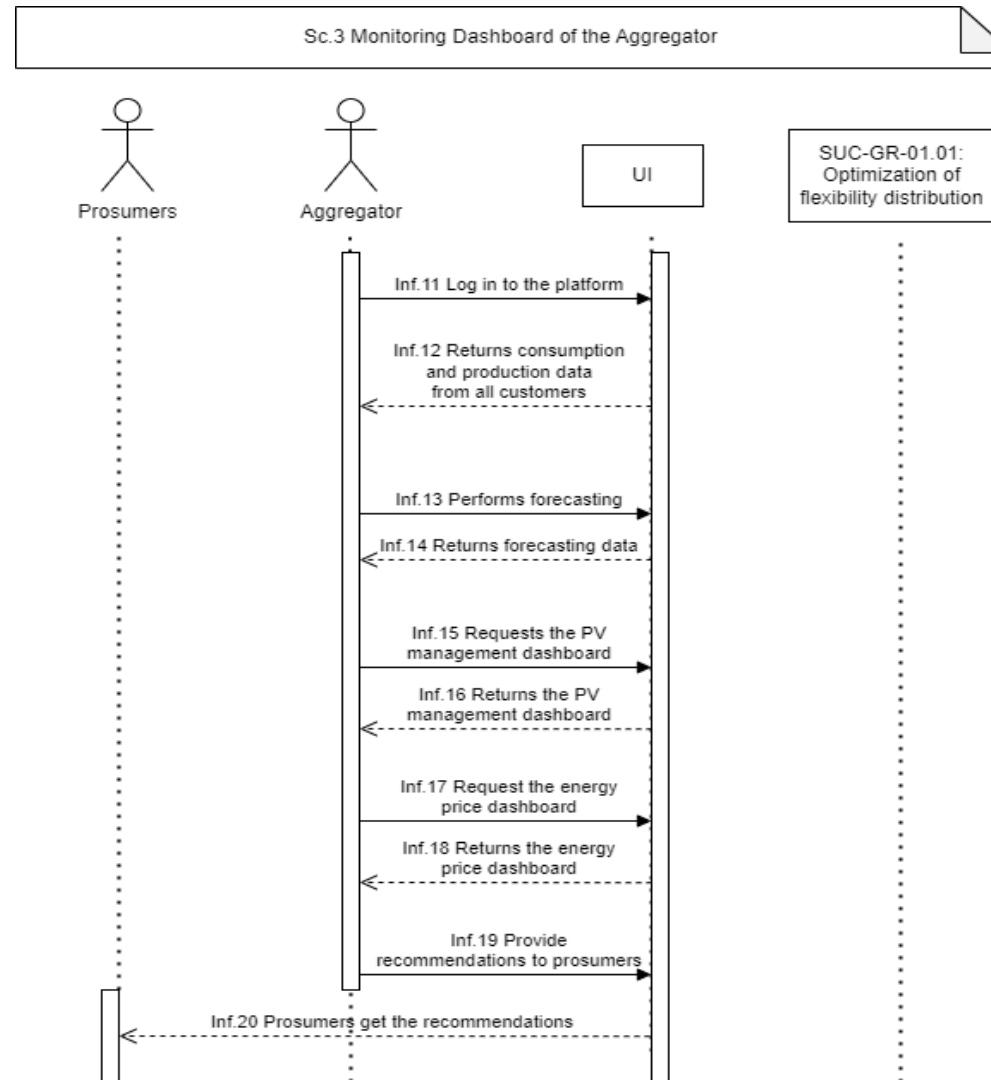 Sc.3 Monitoring Dashboard of the Aggregator
Prosumers
Aggregator
UI
SUC-GR-01.01:
Optimization of
flexibility distribution
Inf.11 Log in to the platform
Inf.12 Returns consumption
and production data
from all customers
Inf.13 Performs forecasting
Inf.14 Returns forecasting data
Inf.15 Requests the PV
management dashboard
Inf.16 Returns the PV
management dashboard
Inf.17 Request the energy
price dashboard
Inf.18 Returns the energy
price dashboard
Inf.19 Provide
recommendations to prosumers
Inf.20 Prosumers get the recommendations